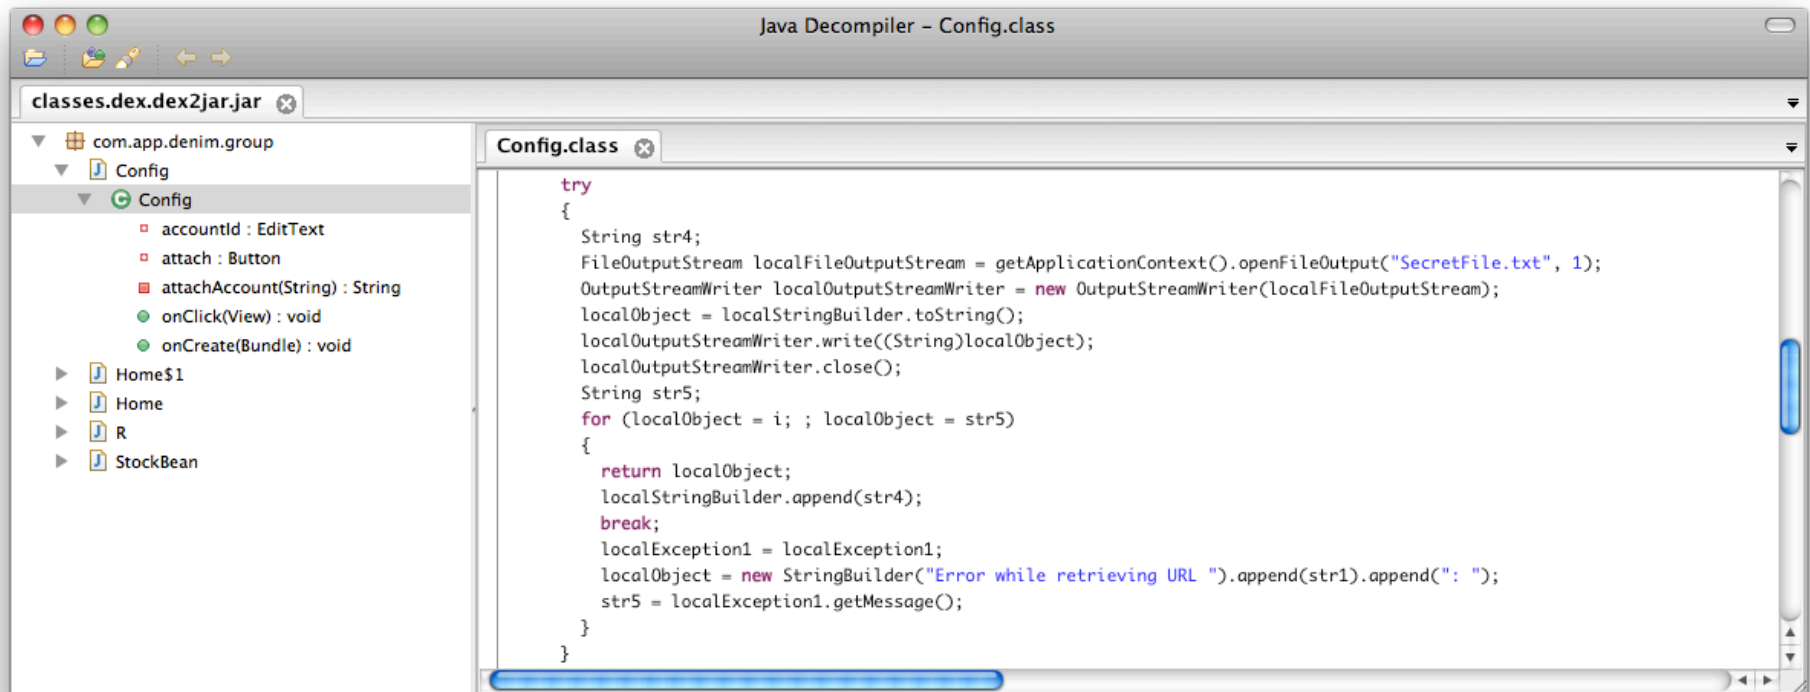 Java Decompiler – Config.class
classes.dex.dex2jar.jar
com.app.denim.group
Config
Config
accountId : EditText
attach : Button
attachAccount(String) : String
onClick(View) : void
onCreate(Bundle) : void
Home$1
Home
R
StockBean
Config.class
try
{
String str4;
FileOutputStream localFileOutputStream = getApplicationContext().openFileOutput("SecretFile.txt", 1);
OutputStreamWriter localOutputStreamWriter = new OutputStreamWriter(localFileOutputStream);
localObject = localStringBuilder.toString();
localOutputStreamWriter.write((String)localObject);
localOutputStreamWriter.close();
String str5;
for (localObject = i; ; localObject = str5)
{
return localObject;
localStringBuilder.append(str4);
break;
localException1 = localException1;
localObject = new StringBuilder("Error while retrieving URL ").append(str1).append(": ");
str5 = localException1.getMessage();
}
}